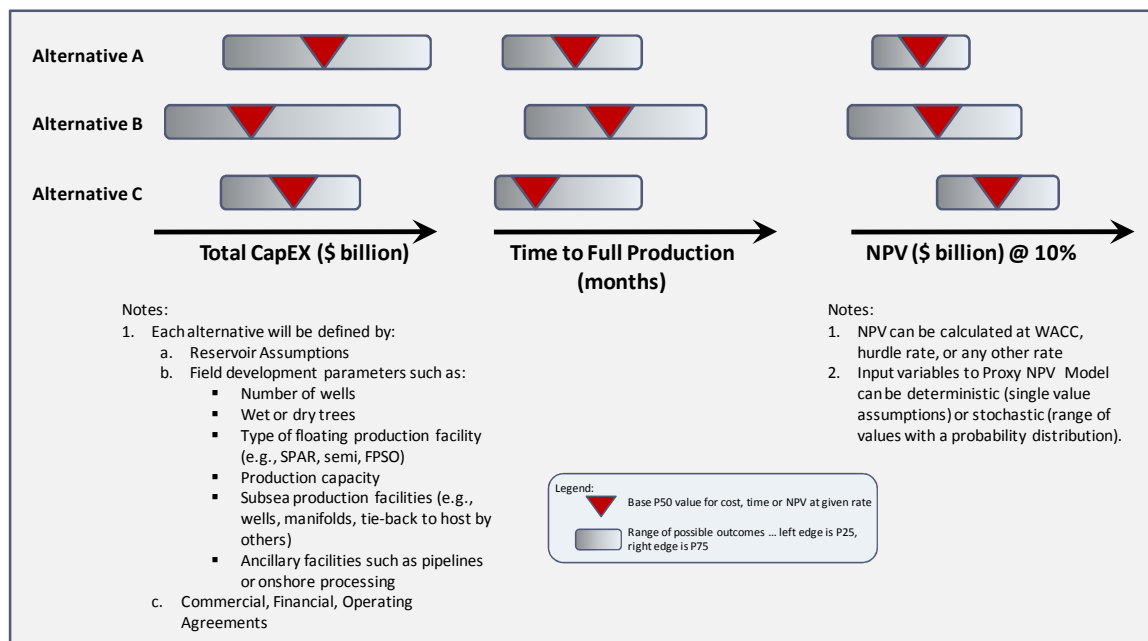 Alternative A
Alternative B
Alternative C
Total CapEX ($ billion)
Time to Full Production
(months)
NPV ($ billion) @ 10%
Notes:
1. Each alternative will be defined by:
a. Reservoir Assumptions
b. Field development parameters such as:
▪ Number of wells
▪ Wet or dry trees
▪ Type of floating production facility
(e.g., SPAR, semi, FPSO)
▪ Production capacity
▪ Subsea production facilities (e.g.,
wells, manifolds, tie-back to host by
others)
▪ Ancillary facilities such as pipelines
or onshore processing
c. Commercial, Financial, Operating
Agreements
Notes:
1. NPV can be calculated at WACC,
hurdle rate, or any other rate
2. Input variables to Proxy NPV Model
can be deterministic (single value
assumptions) or stochastic (range of
values with a probability distribution).
Legend:
Base P50 value for cost, time or NPV at given rate
Range of possible outcomes ... left edge is P25,
right edge is P75